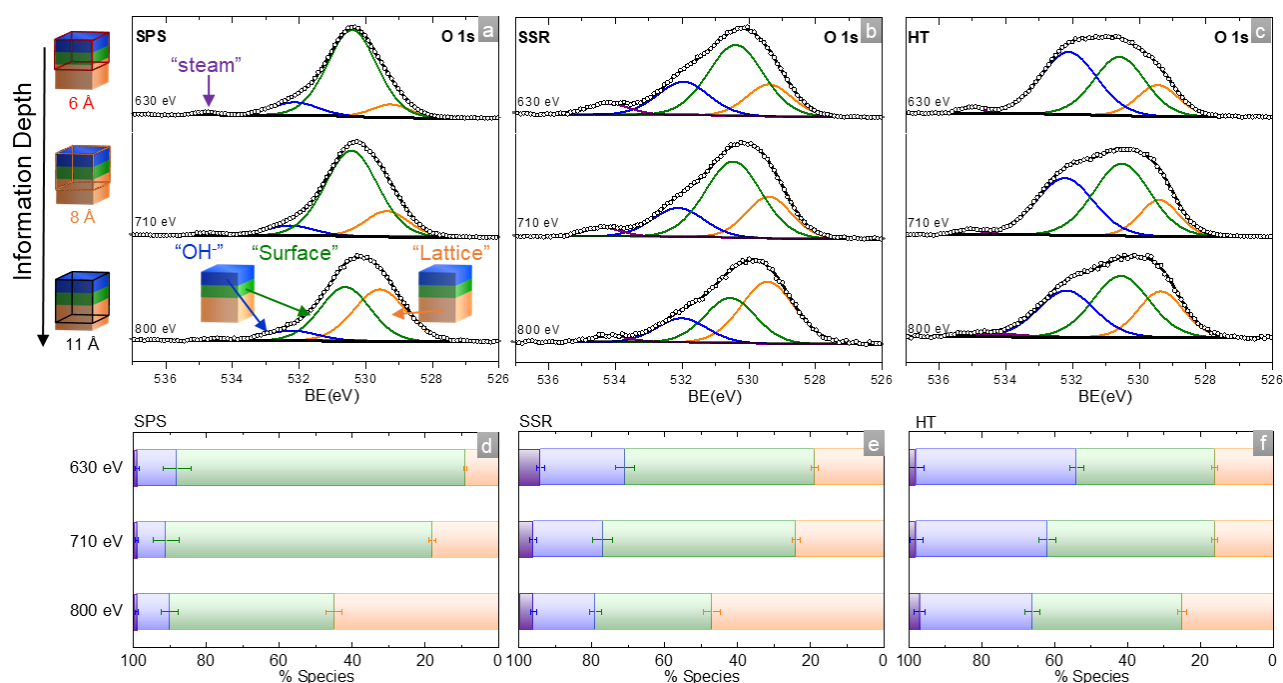 Information Depth
6 Å
8 Å
11 Å
SPS
O 1s
a
"steam"
630 eV
710 eV
"OH-"
"Surface"
"Lattice"
800 eV
536 534 532 530 528 526
BE(eV)
SSR
O 1s
b
630 eV
710 eV
800 eV
536 534 532 530 528 526
BE(eV)
HT
O 1s
c
630 eV
710 eV
800 eV
536 534 532 530 528 526
BE(eV)
SPS
d
630 eV
710 eV
800 eV
100 80 60 40 20 0
% Species
SSR
e
100 80 60 40 20 0
% Species
HT
f
100 80 60 40 20 0
% Species